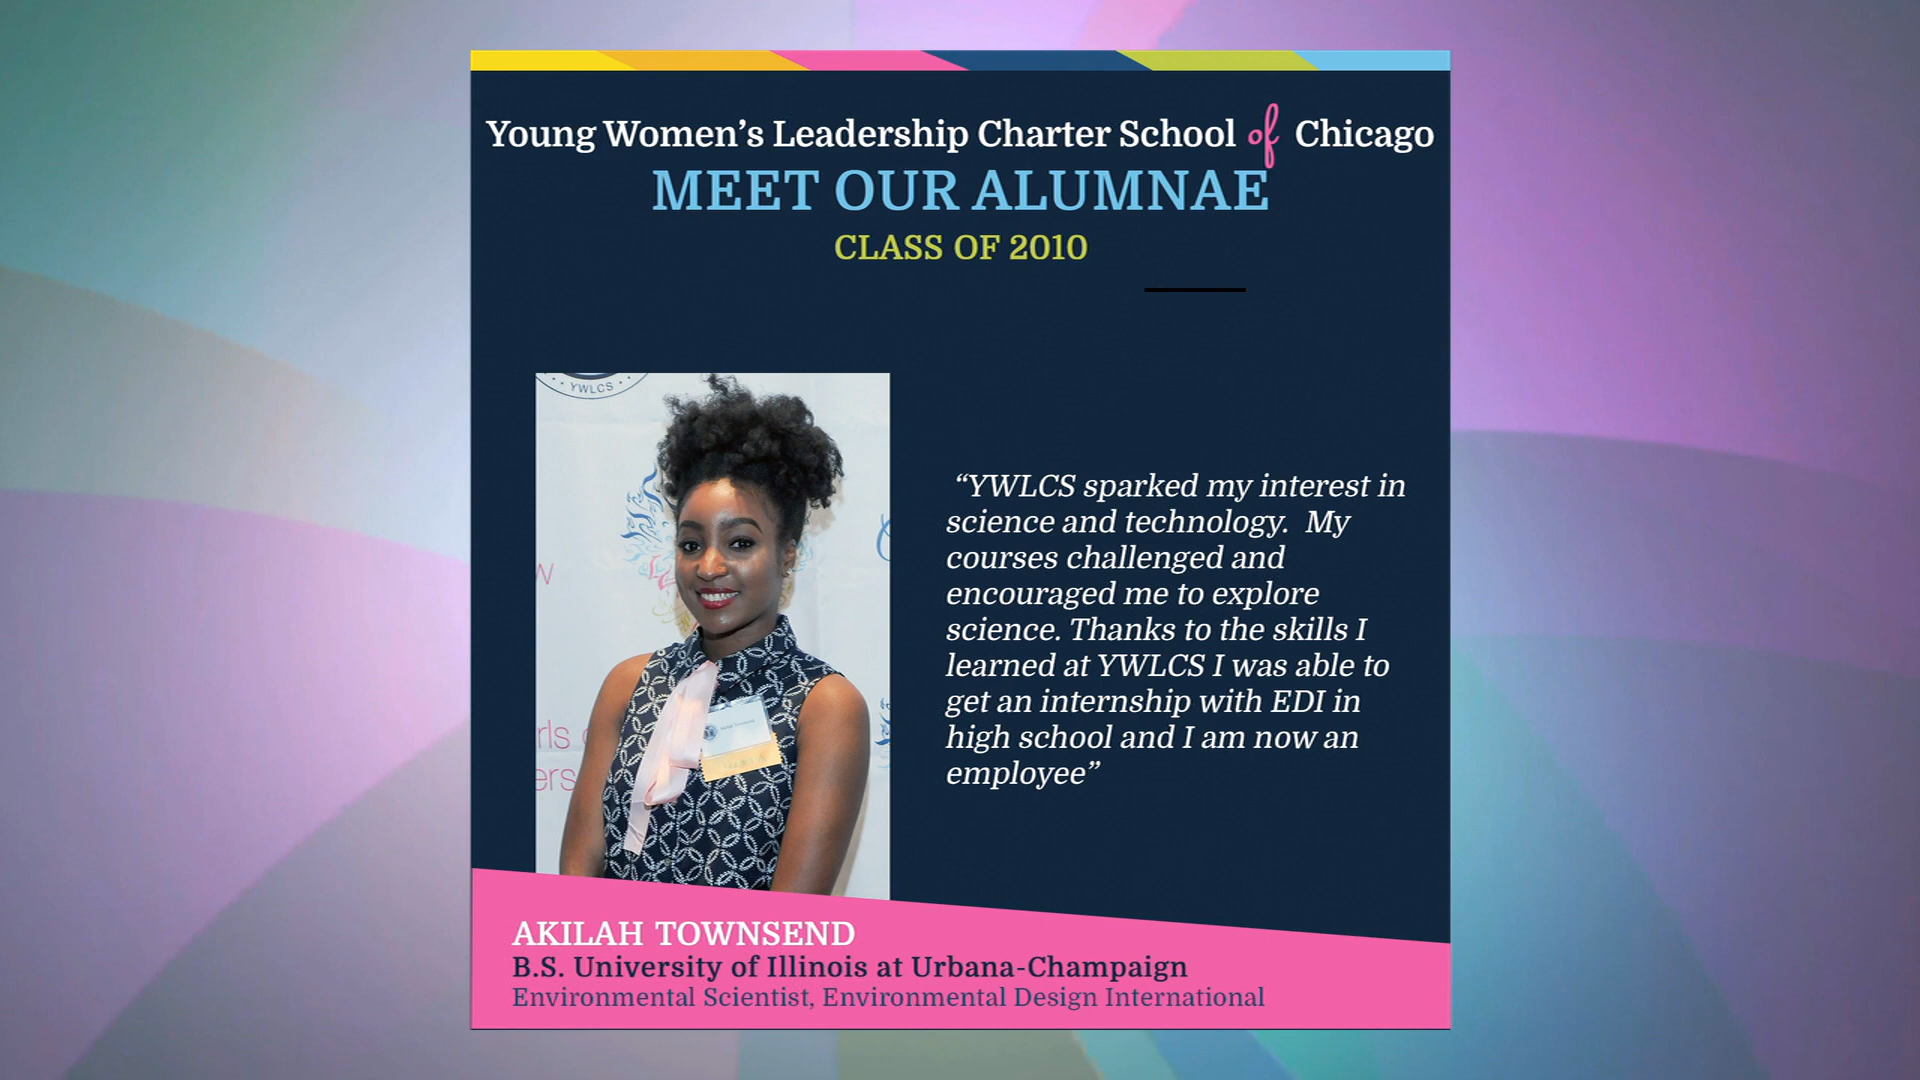 Young Women's Leadership Charter School of Chicago
MEET OUR ALUMNAE
CLASS OF 2010
· YWLCS ·
“YWLCS sparked my interest in
science and technology.  My
courses challenged and
encouraged me to explore
science. Thanks to the skills I
learned at YWLCS I was able to
get an internship with EDI in
high school and I am now an
employee”
AKILAH TOWNSEND
B.S. University of Illinois at Urbana-Champaign
Environmental Scientist, Environmental Design International